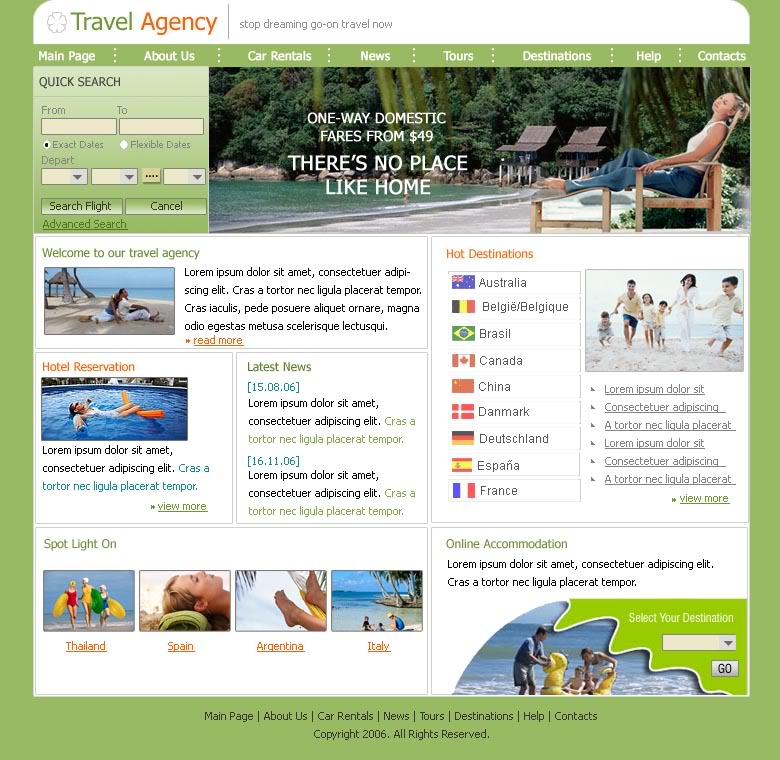 Travel Agency
stop dreaming go-on travel now
Main Page
About Us
Car Rentals
News
Tours
Destinations
Help
Contacts
QUICK SEARCH
From To
Exact Dates Flexible Dates
Depart
Search Flight Cancel
Advanced Search
ONE-WAY DOMESTIC
FARES FROM $49
THERE'S NO PLACE
LIKE HOME
Welcome to our travel agency
Lorem ipsum dolor sit amet, consectetuer adipi-
scing elit. Cras a tortor nec ligula placerat tempor.
Cras iaculis, pede posuere aliquet ornare, magna
odio egestas metusa scelerisque lectusqui.
» read more
Hotel Reservation
Lorem ipsum dolor sit amet,
consectetuer adipiscing elit. Cras a
tortor nec ligula placerat tempor.
» view more
Latest News
[15.08.06]
Lorem ipsum dolor sit amet,
consectetuer adipiscing elit. Cras a
tortor nec ligula placerat tempor.
[16.11.06]
Lorem ipsum dolor sit amet,
consectetuer adipiscing elit. Cras a
tortor nec ligula placerat tempor.
Hot Destinations
Australia
België/Belgique
Brasil
Canada
China
Danmark
Deutschland
España
France
Lorem ipsum dolor sit
Consectetuer adipiscing
A tortor nec ligula placerat
Lorem ipsum dolor sit
Consectetuer adipiscing
A tortor nec ligula placerat
» view more
Spot Light On
Thailand
Spain
Argentina
Italy
Online Accommodation
Lorem ipsum dolor sit amet, consectetuer adipiscing elit.
Cras a tortor nec ligula placerat tempor.
Select Your Destination
GO
Main Page | About Us | Car Rentals | News | Tours | Destinations | Help | Contacts
Copyright 2006. All Rights Reserved.